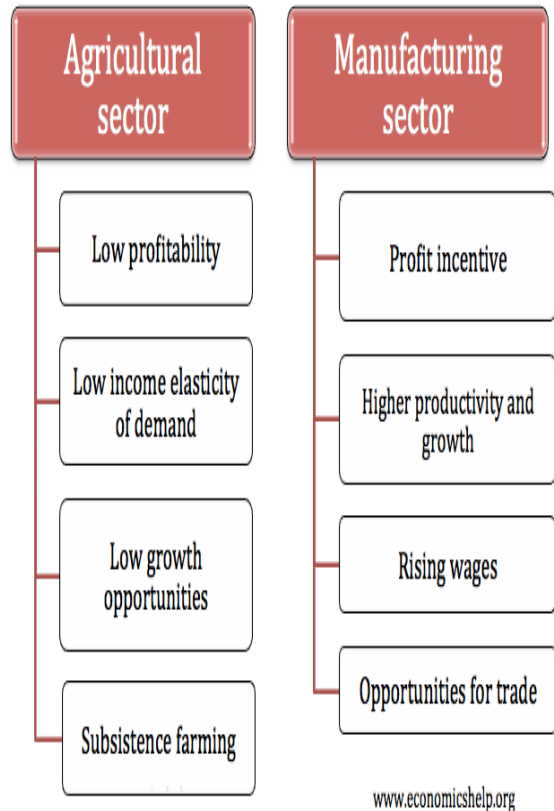 Agricultural
sector
Low profitability
Low income elasticity
of demand
Low growth
opportunities
Subsistence farming
Manufacturing
sector
Profit incentive
Higher productivity and
growth
Rising wages
Opportunities for trade
www.economicshelp.org